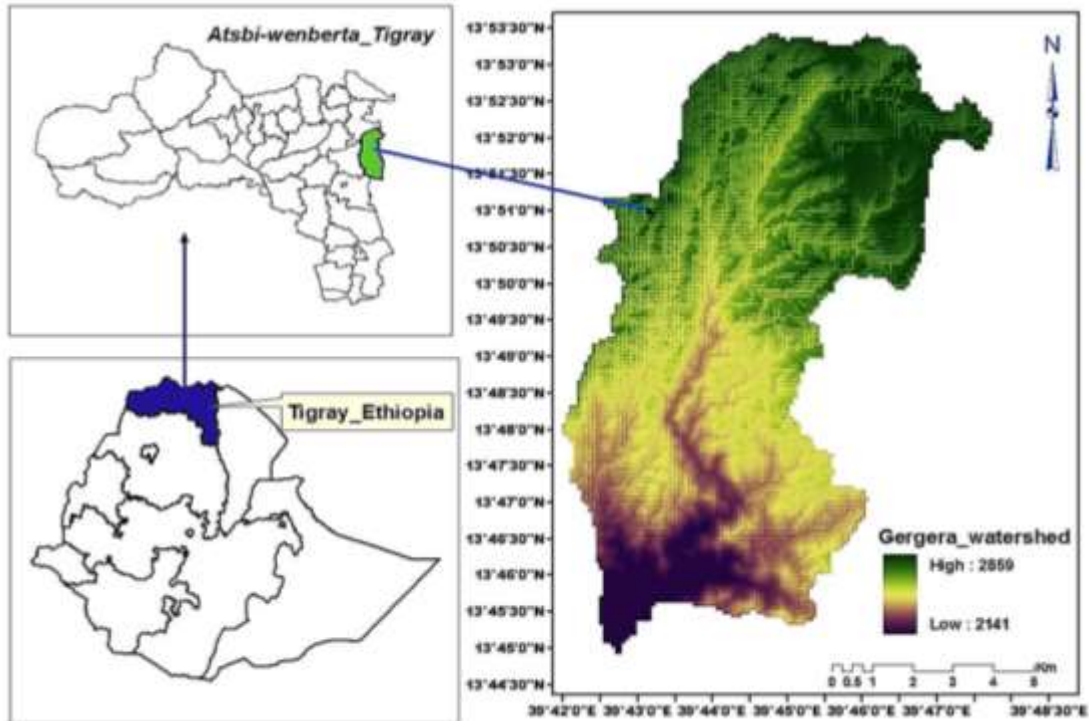 Atsbi-wenberta_Tigray
Tigray_Ethiopia
13°53'30"N
13°53'0"N
13°52'30"N
13°52'0"N
13°51'30"N
13°51'0"N
13°50'30"N
13°50'0"N
13°49'30"N
13°49'0"N
13°48'30"N
13°48'0"N
13°47'30"N
13°47'0"N
13°46'30"N
13°46'0"N
13°45'30"N
13°45'0"N
13°44'30"N
N
Gergera_watershed
High : 2859
Low : 2141
Km
0 0.5 1 2 3 4 5
39°42'0"E 39°43'0"E 39°44'0"E 39°45'0"E 39°46'0"E 39°47'0"E 39°48'30"E